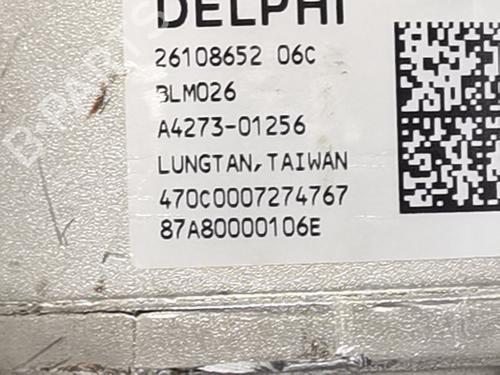 DELPHI
26108652 06C
BLM026
A4273-01256
LUNGTAN, TAIWAN
470C0007274767
87A80000106E